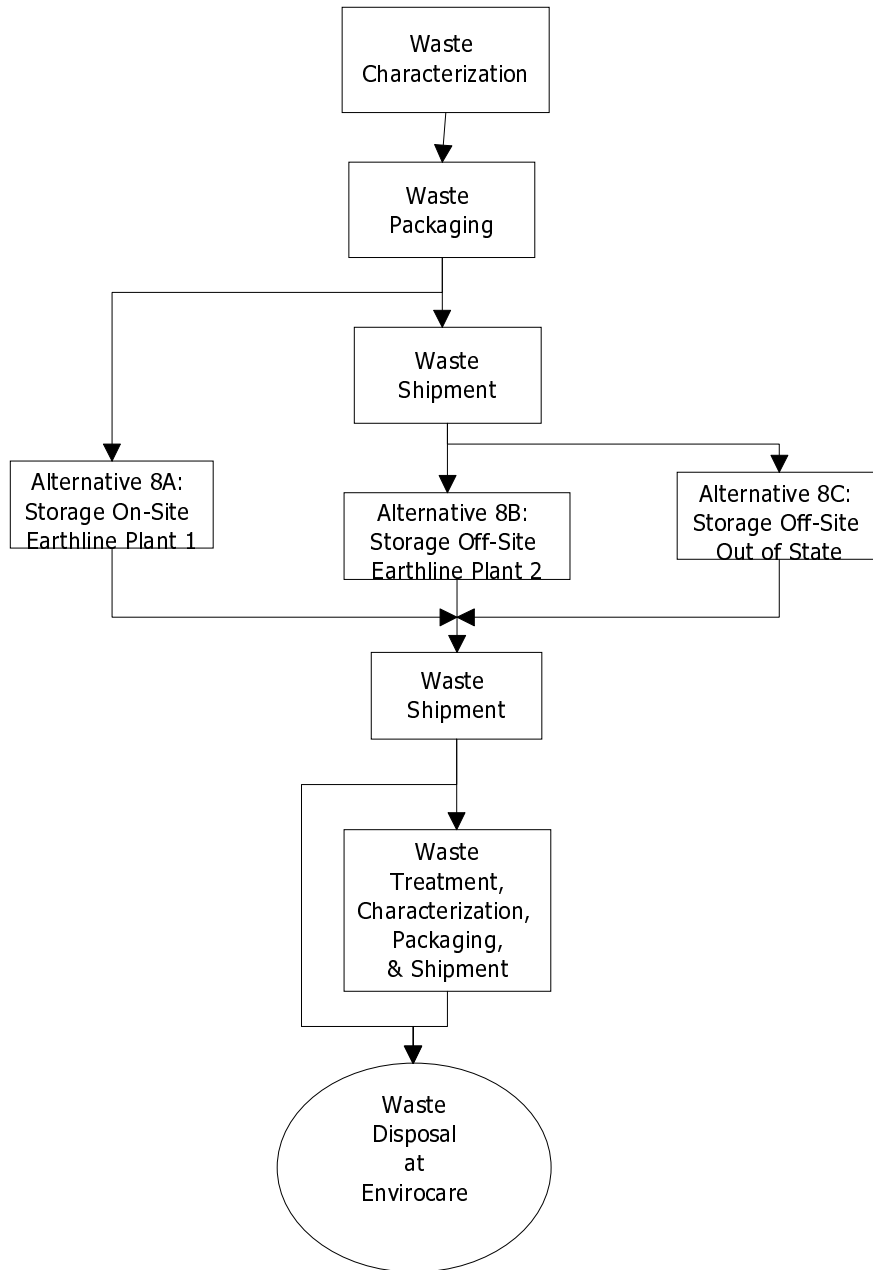 Waste
Characterization
Waste
Packaging
Waste
Shipment
Alternative 8A:
Storage On-Site
Earthline Plant 1
Alternative 8B:
Storage Off-Site
Earthline Plant 2
Alternative 8C:
Storage Off-Site
Out of State
Waste
Shipment
Waste
Treatment,
Characterization,
Packaging,
& Shipment
Waste
Disposal
at
Envirocare